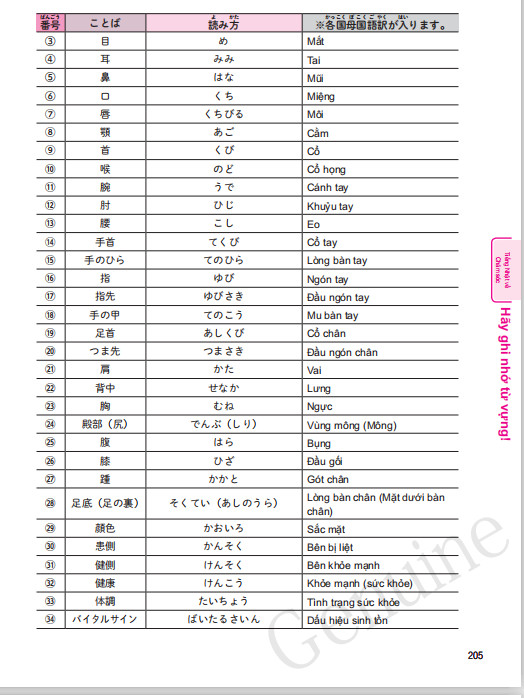 番号 ことば 読み方 ※各国母国語訳が入ります。
③ 目 め Mắt
④ 耳 みみ Tai
⑤ 鼻 はな Mũi
⑥ 口 くち Miệng
⑦ 唇 くちびる Môi
⑧ 顎 あご Cằm
⑨ 首 くび Cổ
⑩ 喉 のど Cổ họng
⑪ 腕 うで Cánh tay
⑫ 肘 ひじ Khuỷu tay
⑬ 腰 こし Eo
⑭ 手首 てくび Cổ tay
⑮ 手のひら てのひら Lòng bàn tay
⑯ 指 ゆび Ngón tay
⑰ 指先 ゆびさき Đầu ngón tay
⑱ 手の甲 てのこう Mu bàn tay
⑲ 足首 あしくび Cổ chân
⑳ つま先 つまさき Đầu ngón chân
㉑ 肩 かた Vai
㉒ 背中 せなか Lưng
㉓ 胸 むね Ngực
㉔ 殿部（尻） でんぶ（しり） Vùng mông (Mông)
㉕ 腹 はら Bụng
㉖ 膝 ひざ Đầu gối
㉗ 踵 かかと Gót chân
㉘ 足底（足の裏） そくてい（あしのうら） Lòng bàn chân (Mặt dưới bàn
chân)
㉙ 顔色 かおいろ Sắc mặt
㉚ 患側 かんそく Bên bị liệt
㉛ 健側 けんそく Bên khỏe mạnh
㉜ 健康 けんこう Khỏe mạnh (sức khỏe)
㉝ 体調 たいちょう Tình trạng sức khỏe
㉞ バイタルサイン ばいたるさいん Dấu hiệu sinh tồn
Tiếng Nhật về
Chăm sóc
Hãy ghi nhớ từ vựng!
Genuine
205